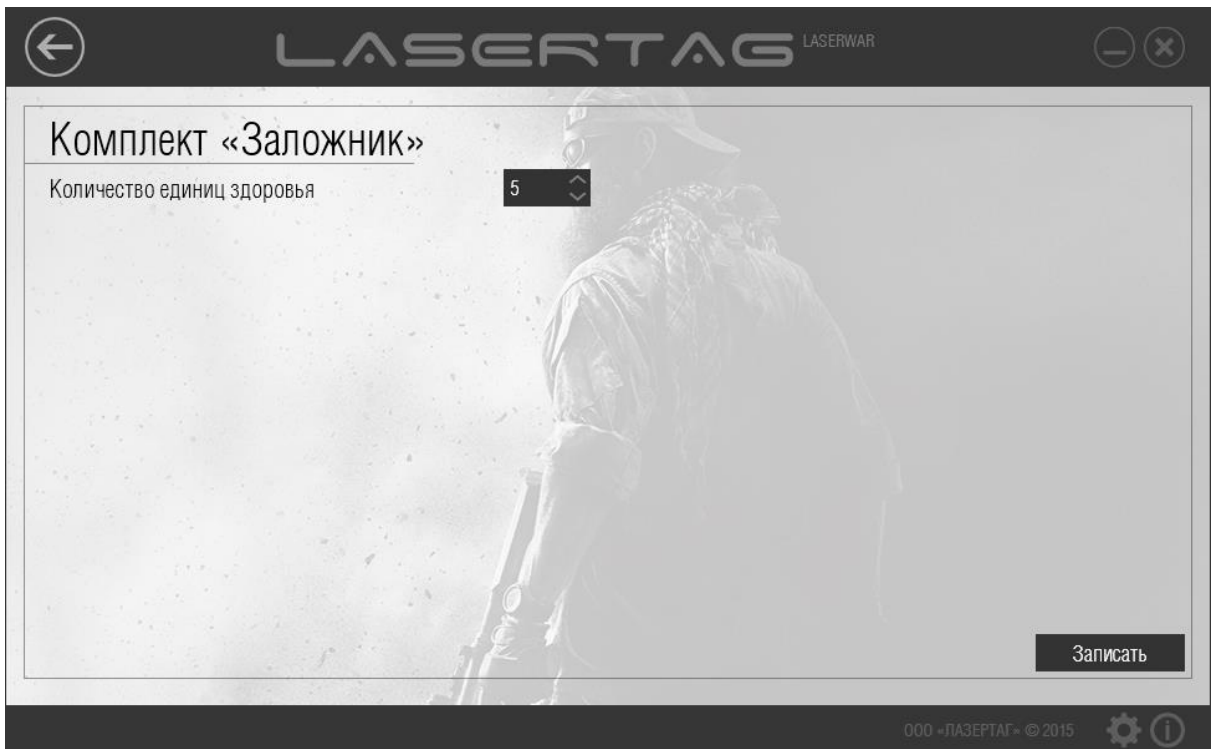 LASERTAG LASERWAR
Комплект «Заложник»
Количество единиц здоровья 5
Записать
ООО «ЛАЗЕРТАГ» © 2015